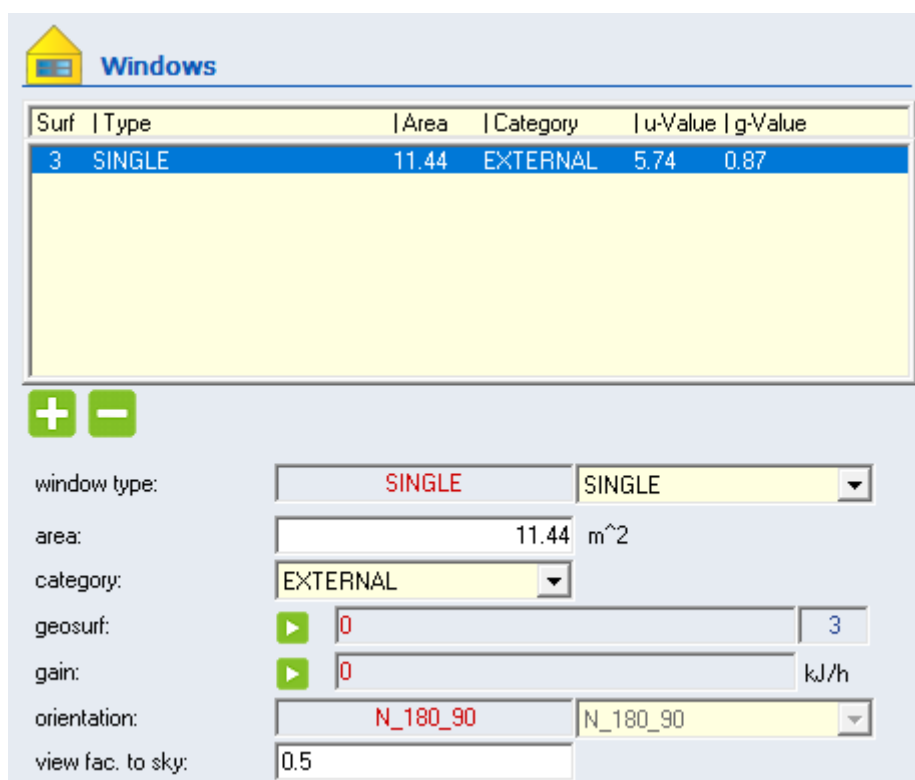 Windows
Surf | Type | Area | Category | u-Value | g-Value
3 SINGLE 11.44 EXTERNAL 5.74 0.87
window type: SINGLE SINGLE
area: 11.44 m^2
category: EXTERNAL
geosurf: 0 3
gain: 0 kJ/h
orientation: N_180_90 N_180_90
view fac. to sky: 0.5